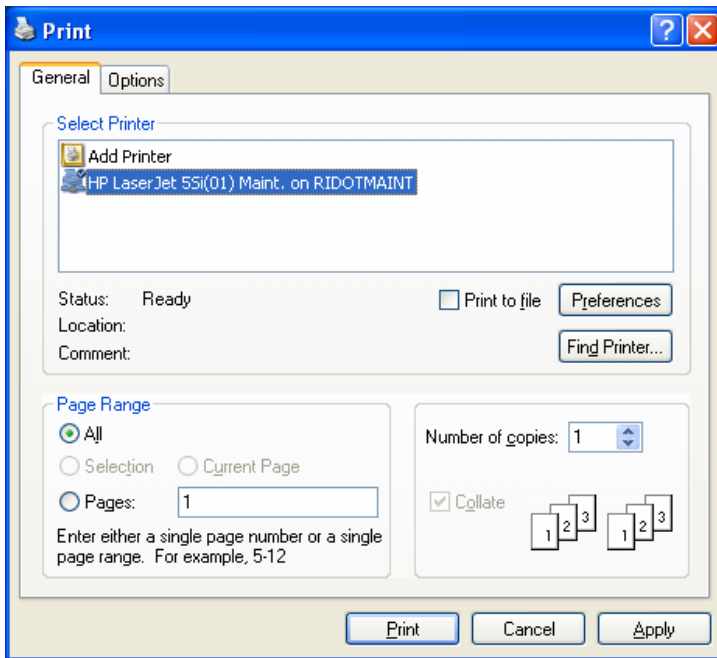 Print
General Options
Select Printer
Add Printer
HP LaserJet 5Si(01) Maint. on RIDOTMAINT
Status: Ready
Location:
Comment:
Print to file
Preferences
Find Printer...
Page Range
All
Selection Current Page
Pages: 1
Enter either a single page number or a single
page range. For example, 5-12
Number of copies: 1
Collate
1 2 3 1 2 3
Print Cancel Apply